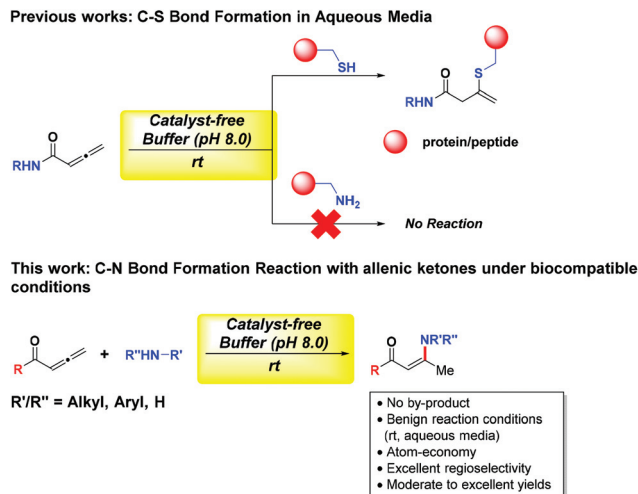 Previous works: C-S Bond Formation in Aqueous Media
SH
O
RHN
Catalyst-free
Buffer (pH 8.0)
rt
O
S
RHN
protein/peptide
NH2
No Reaction
This work: C-N Bond Formation Reaction with allenic ketones under biocompatible
conditions
O
R
+
R''HN-R'
Catalyst-free
Buffer (pH 8.0)
rt
O
NR'R''
R
Me
R'/R'' = Alkyl, Aryl, H
• No by-product
• Benign reaction conditions
(rt, aqueous media)
• Atom-economy
• Excellent regioselectivity
• Moderate to excellent yields